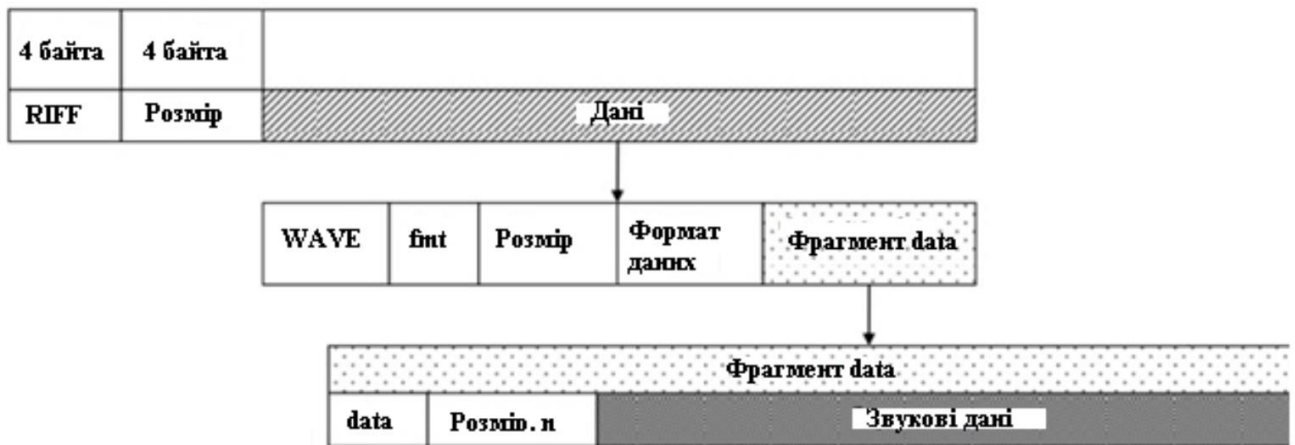 4 байта 4 байта
RIFF Розмір Дані
WAVE fmt Розмір Формат даних Фрагмент data
Фрагмент data
data Розмір. н Звукові дані